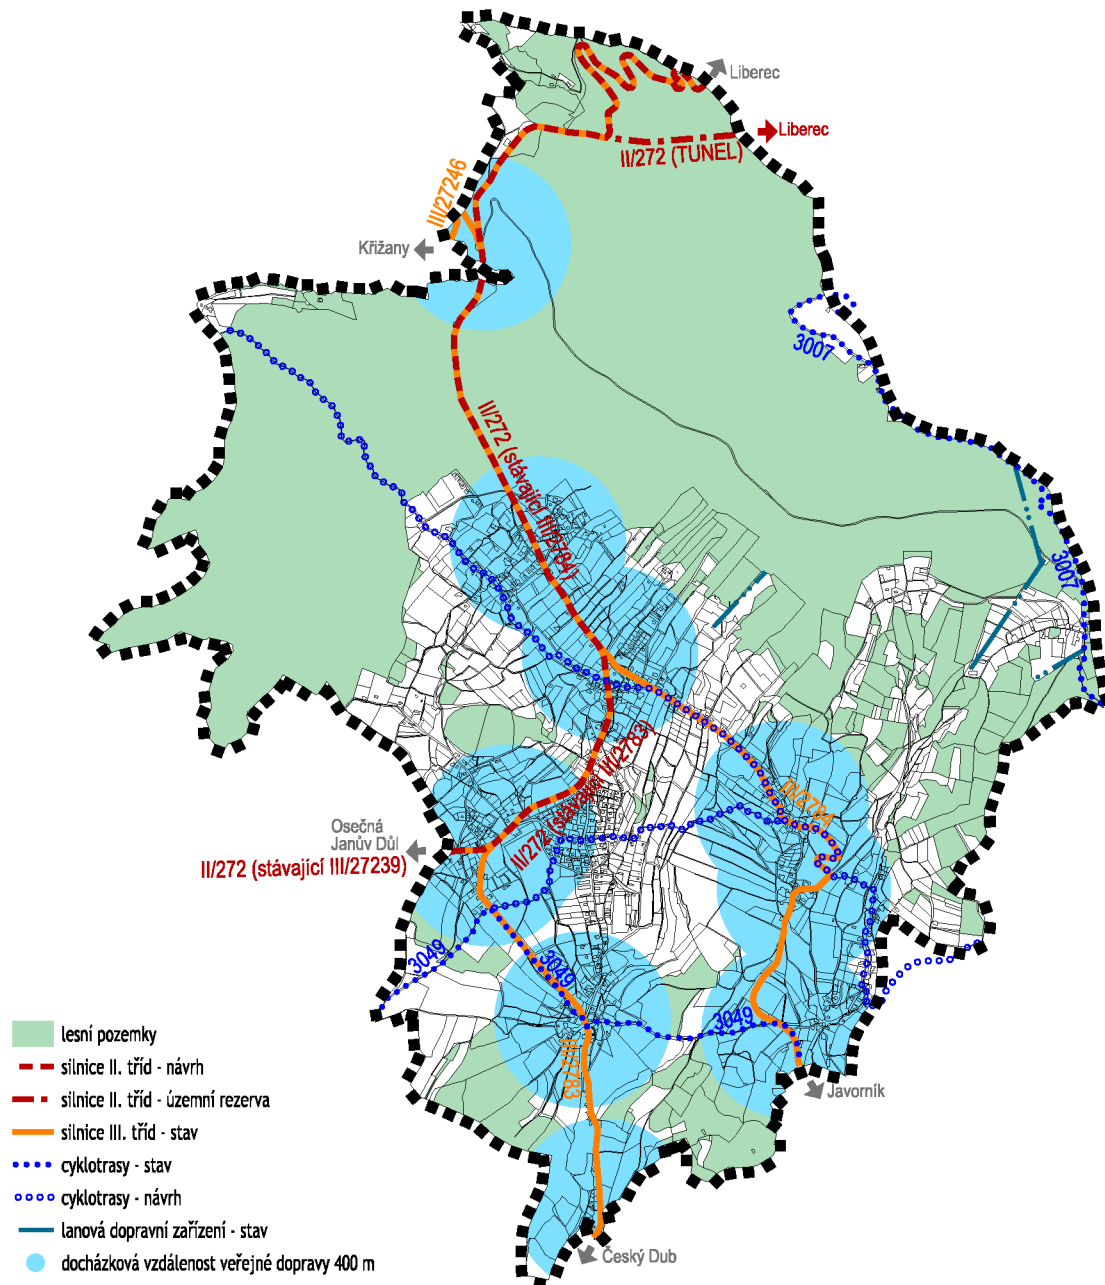 Liberec
Liberec
II/272 (TUNEL)
III/27246
Křižany
3007
II/272 (stávající III/2784)
3007
II/272 (stávající III/2783)
III/2784
Osečná
Janův Důl
II/272 (stávající III/27239)
3049
3049
3049
III/2783
Javorník
Český Dub
lesní pozemky
silnice II. tříd - návrh
silnice II. tříd - územní rezerva
silnice III. tříd - stav
cyklotrasy - stav
cyklotrasy - návrh
lanová dopravní zařízení - stav
docházková vzdálenost veřejné dopravy 400 m